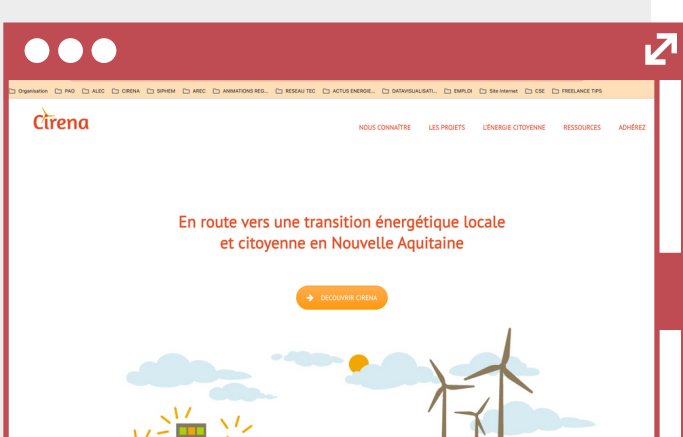 Organisation PAO ALEC CIRENA SIPHEM AREC ANIMATIONS REG... RESEAU TEC ACTUS ENERGIE... DATAVISUALISATI... EMPLOI Site Internet CSE FREELANCE TIPS
Cirena
NOUS CONNAÎTRE LES PROJETS L'ÉNERGIE CITOYENNE RESSOURCES ADHÉREZ
En route vers une transition énergétique locale
et citoyenne en Nouvelle Aquitaine
→ DECOUVRIR CIRENA